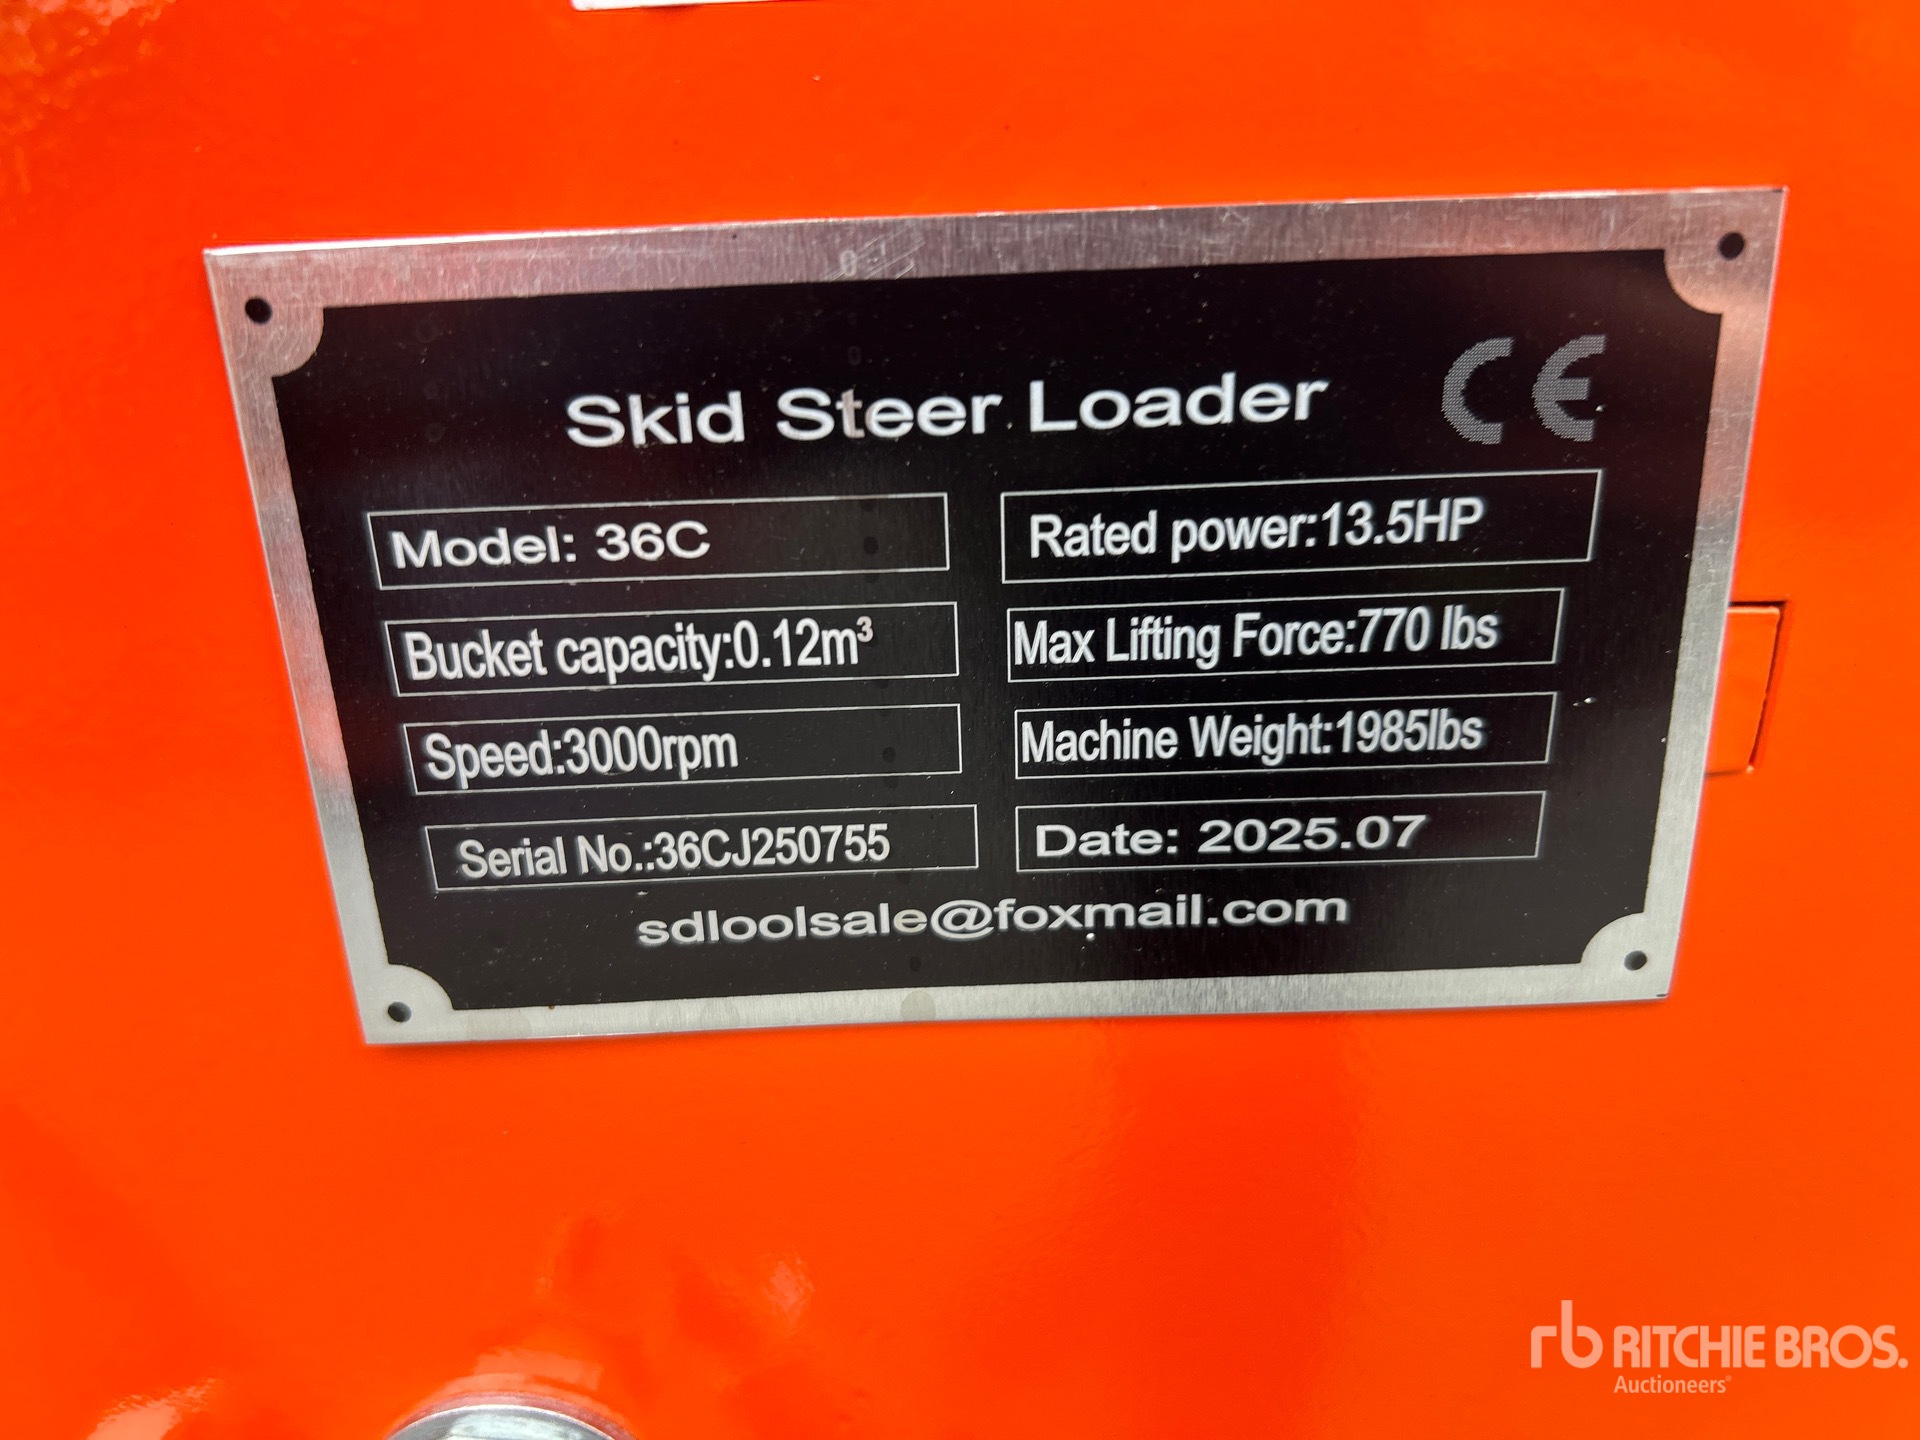 CE
Skid Steer Loader
Model: 36C
Rated power:13.5HP
Bucket capacity:0.12m³
Max Lifting Force:770 lbs
Speed:3000rpm
Machine Weight:1985lbs
Serial No.:36CJ250755
Date: 2025.07
sdloolsale@foxmail.com
rb RITCHIE BROS.
Auctioneers®